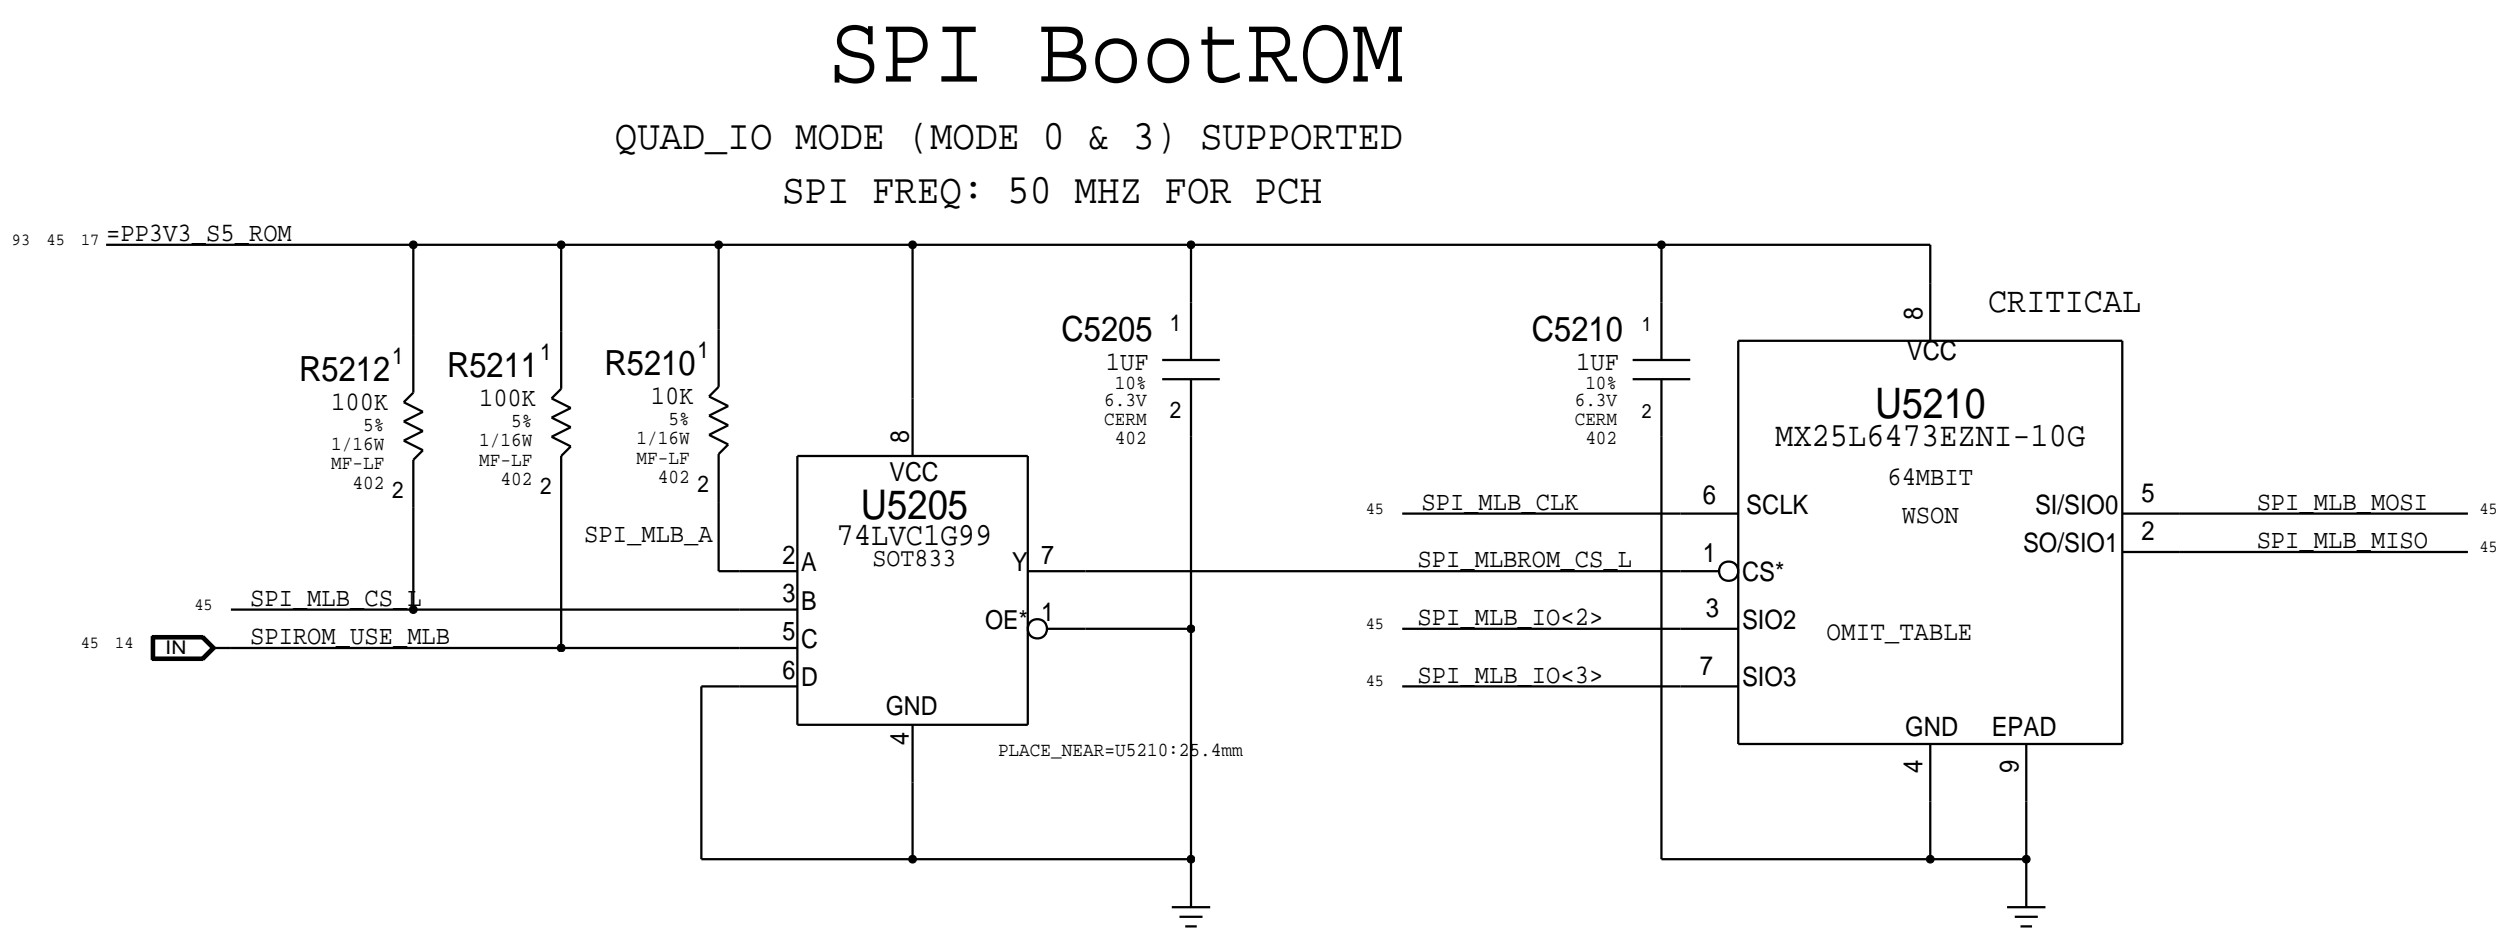 SPI BootROM
QUAD_IO MODE (MODE 0 & 3) SUPPORTED
SPI FREQ: 50 MHZ FOR PCH
93 45 17 =PP3V3_S5_ROM
CRITICAL
R5212 1
100K
5%
1/16W
MF-LF
402 2
R5211 1
100K
5%
1/16W
MF-LF
402 2
R5210 1
10K
5%
1/16W
MF-LF
402 2
C5205 1
1UF
10%
6.3V
CERM
402
2
C5210 1
1UF
10%
6.3V
CERM
402
2
SPI_MLB_A
45 SPI_MLB_CS_L
45 14 IN SPIROM_USE_MLB
8
VCC
U5205
74LVC1G99
SOT833
2 A
3 B
5 C
6 D
Y 7
OE* 1
GND
4
PLACE_NEAR=U5210:25.4mm
8
VCC
U5210
MX25L6473EZNI-10G
64MBIT
WSON
45 SPI_MLB_CLK 6 SCLK
SPI_MLBROM_CS_L 1 CS*
45 SPI_MLB_IO<2> 3 SIO2
45 SPI_MLB_IO<3> 7 SIO3
OMIT_TABLE
SI/SIO0 5 SPI_MLB_MOSI 45
SO/SIO1 2 SPI_MLB_MISO 45
GND EPAD
4 9